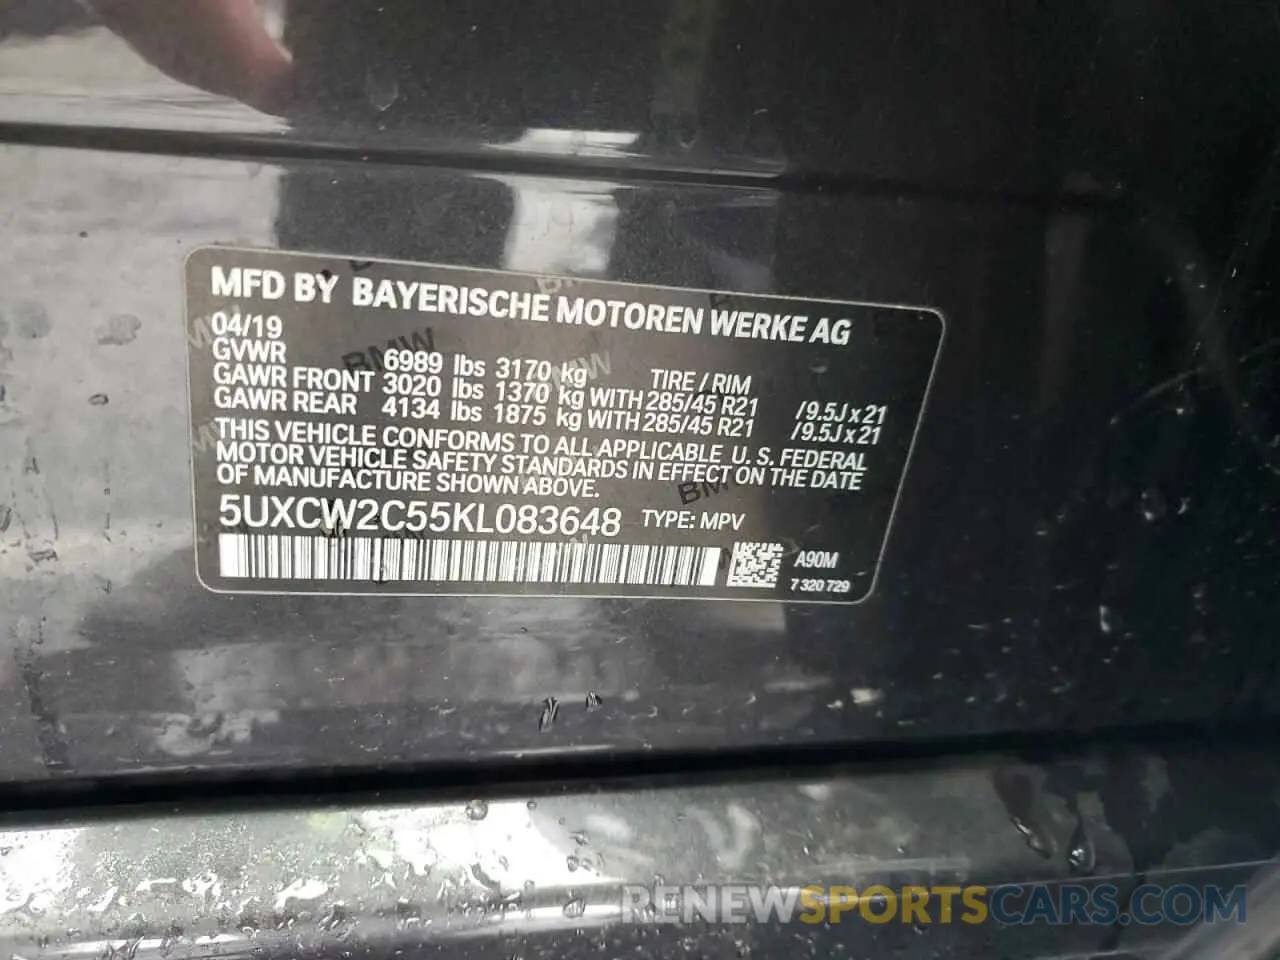 MFD BY BAYERISCHE MOTOREN WERKE AG
04/19
GVWR 6989 lbs 3170 kg TIRE / RIM
GAWR FRONT 3020 lbs 1370 kg WITH 285/45 R21 /9.5J x 21
GAWR REAR 4134 lbs 1875 kg WITH 285/45 R21 /9.5J x 21
THIS VEHICLE CONFORMS TO ALL APPLICABLE U. S. FEDERAL
MOTOR VEHICLE SAFETY STANDARDS IN EFFECT ON THE DATE
OF MANUFACTURE SHOWN ABOVE.
5UXCW2C55KL083648 TYPE: MPV
A90M
7 320 729
RENEWSPORTSCARS.COM